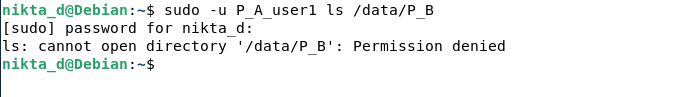 nikta_d@Debian:~$ sudo -u P_A_user1 ls /data/P_B
[sudo] password for nikta_d:
ls: cannot open directory '/data/P_B': Permission denied
nikta_d@Debian:~$